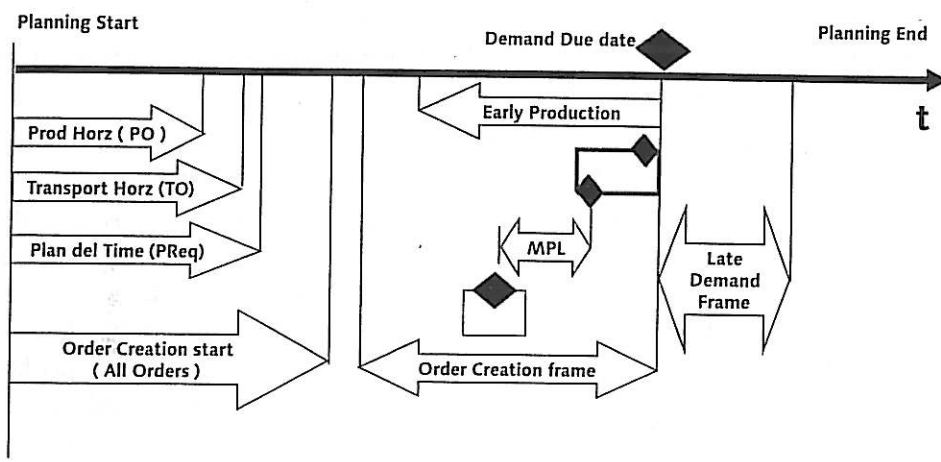 Planning Start
Demand Due date
Planning End
t
Early Production
Prod Horz ( PO )
Transport Horz (TO)
Plan del Time (PReq)
MPL
Late
Demand
Frame
Order Creation start
( All Orders )
Order Creation frame